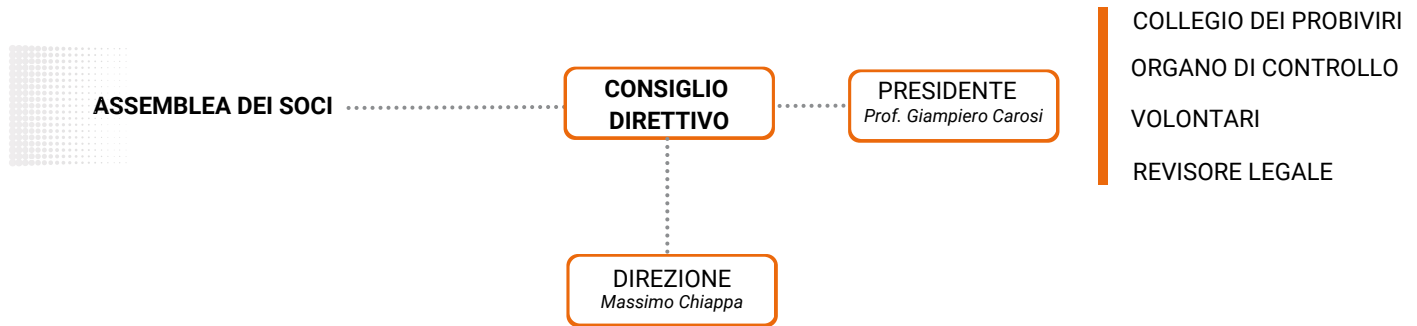 ASSEMBLEA DEI SOCI
CONSIGLIO
DIRETTIVO
PRESIDENTE
Prof. Giampiero Carosi
DIREZIONE
Massimo Chiappa
COLLEGIO DEI PROBIVIRI
ORGANO DI CONTROLLO
VOLONTARI
REVISORE LEGALE